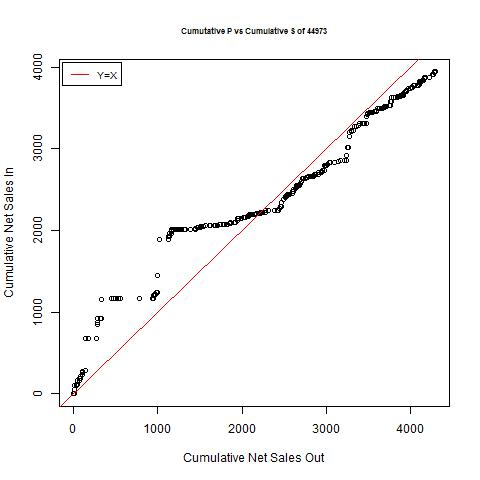 Cumutative P vs Cumulative S of 44973
Y=X
Cumulative Net Sales In
0
1000
2000
3000
4000
0
1000
2000
3000
4000
Cumulative Net Sales Out